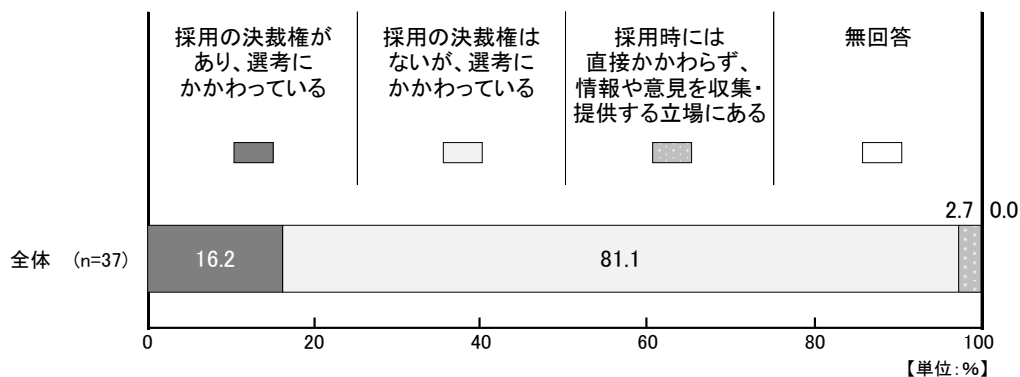 採用の決裁権が
あり、選考に
かかわっている
採用の決裁権は
ないが、選考に
かかわっている
採用時には
直接かかわらず、
情報や意見を収集・
提供する立場にある
無回答
2.7 0.0
全体 (n=37) 16.2 81.1
0 20 40 60 80 100
【単位:%】